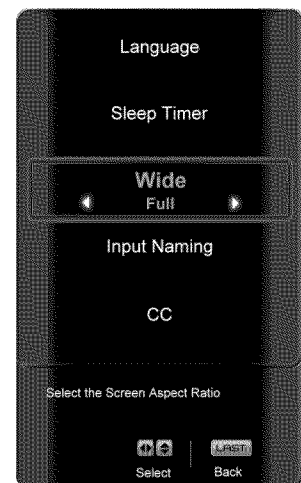 Language
Sleep Timer
Wide
Full
Input Naming
CC
Select the Screen Aspect Ratio
LAST
Select
Back